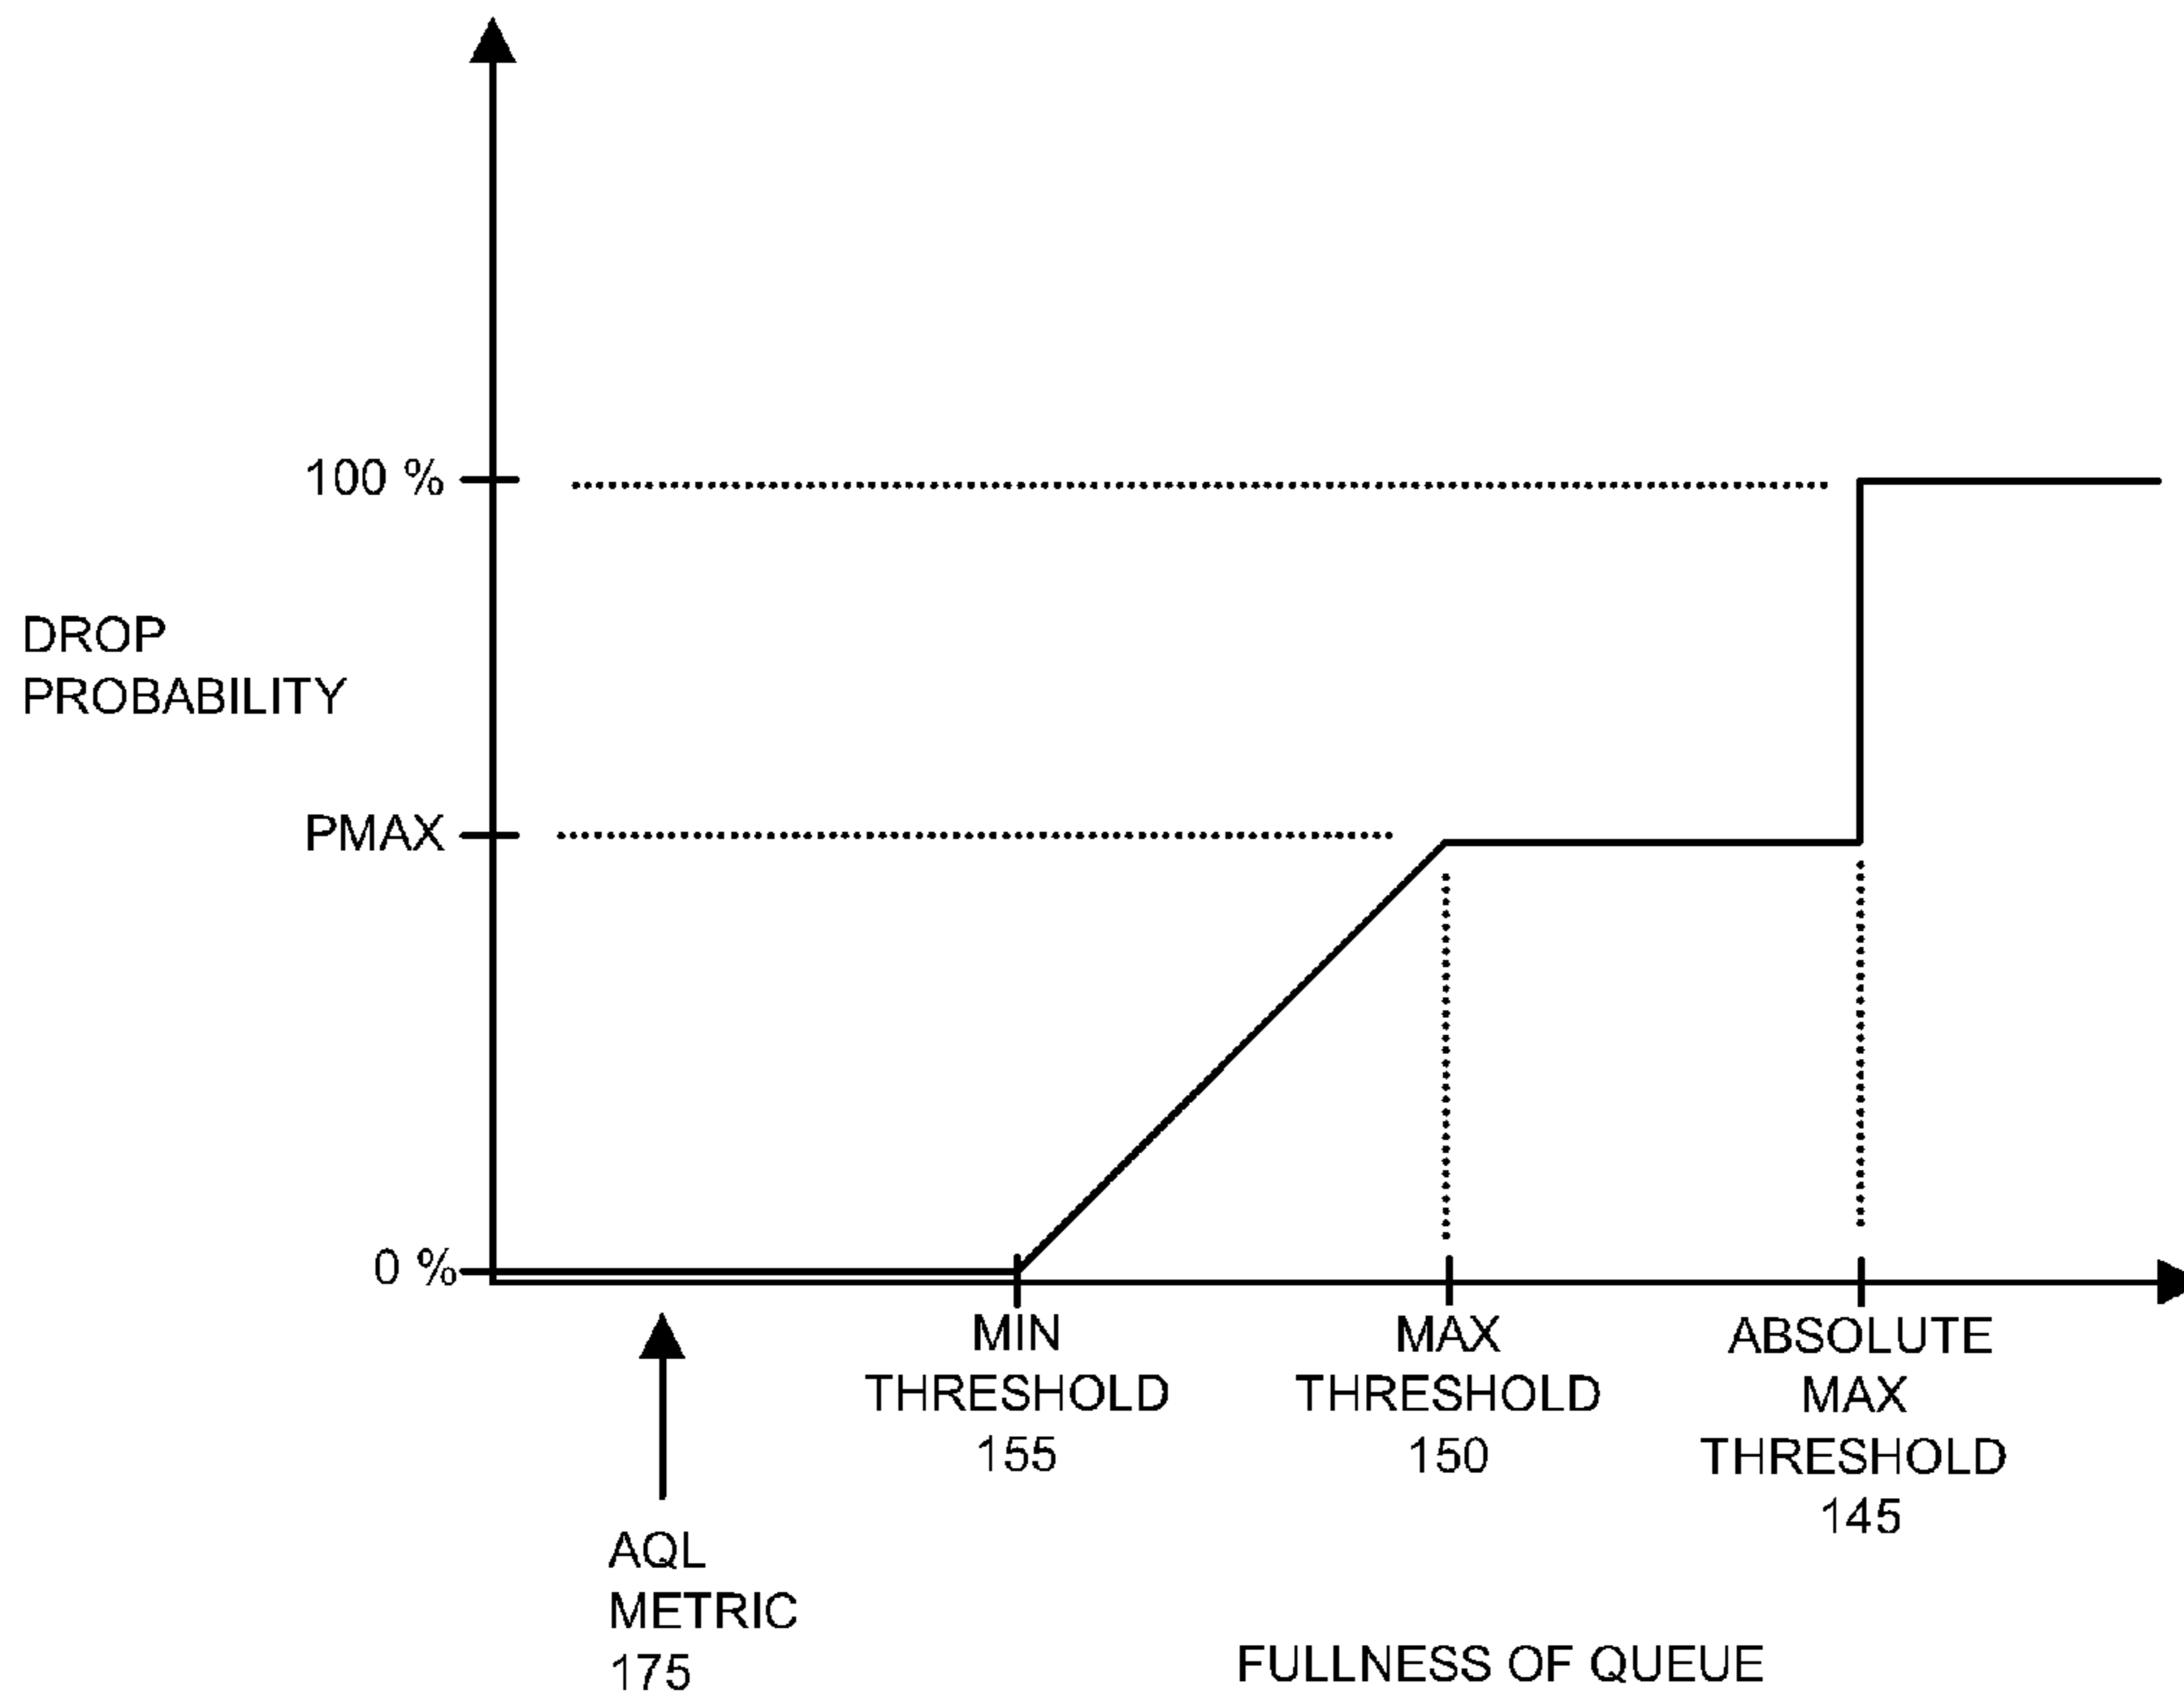 100 %
DROP
PROBABILITY
PMAX
0 %
MIN
THRESHOLD
155
MAX
THRESHOLD
150
ABSOLUTE
MAX
THRESHOLD
145
AQL
METRIC
175
FULLNESS OF QUEUE